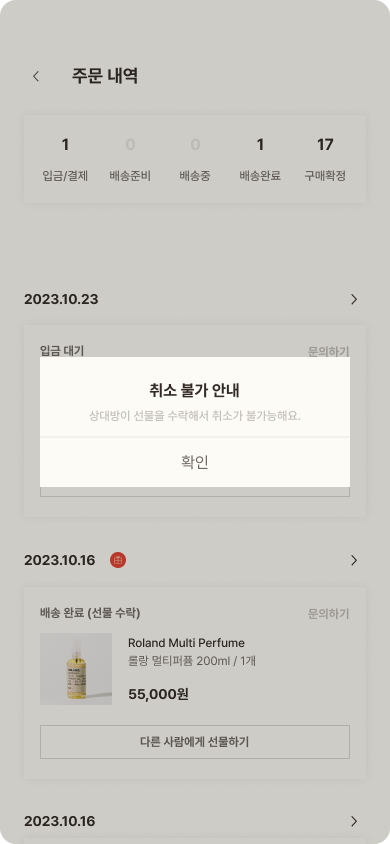 주문 내역
1 0 0 1 17
입금/결제 배송준비 배송중 배송완료 구매확정
2023.10.23
입금 대기 문의하기
취소 불가 안내
상대방이 선물을 수락해서 취소가 불가능해요.
확인
2023.10.16
배송 완료 (선물 수락) 문의하기
Roland Multi Perfume
롤랑 멀티퍼퓸 200ml / 1개
55,000원
다른 사람에게 선물하기
2023.10.16